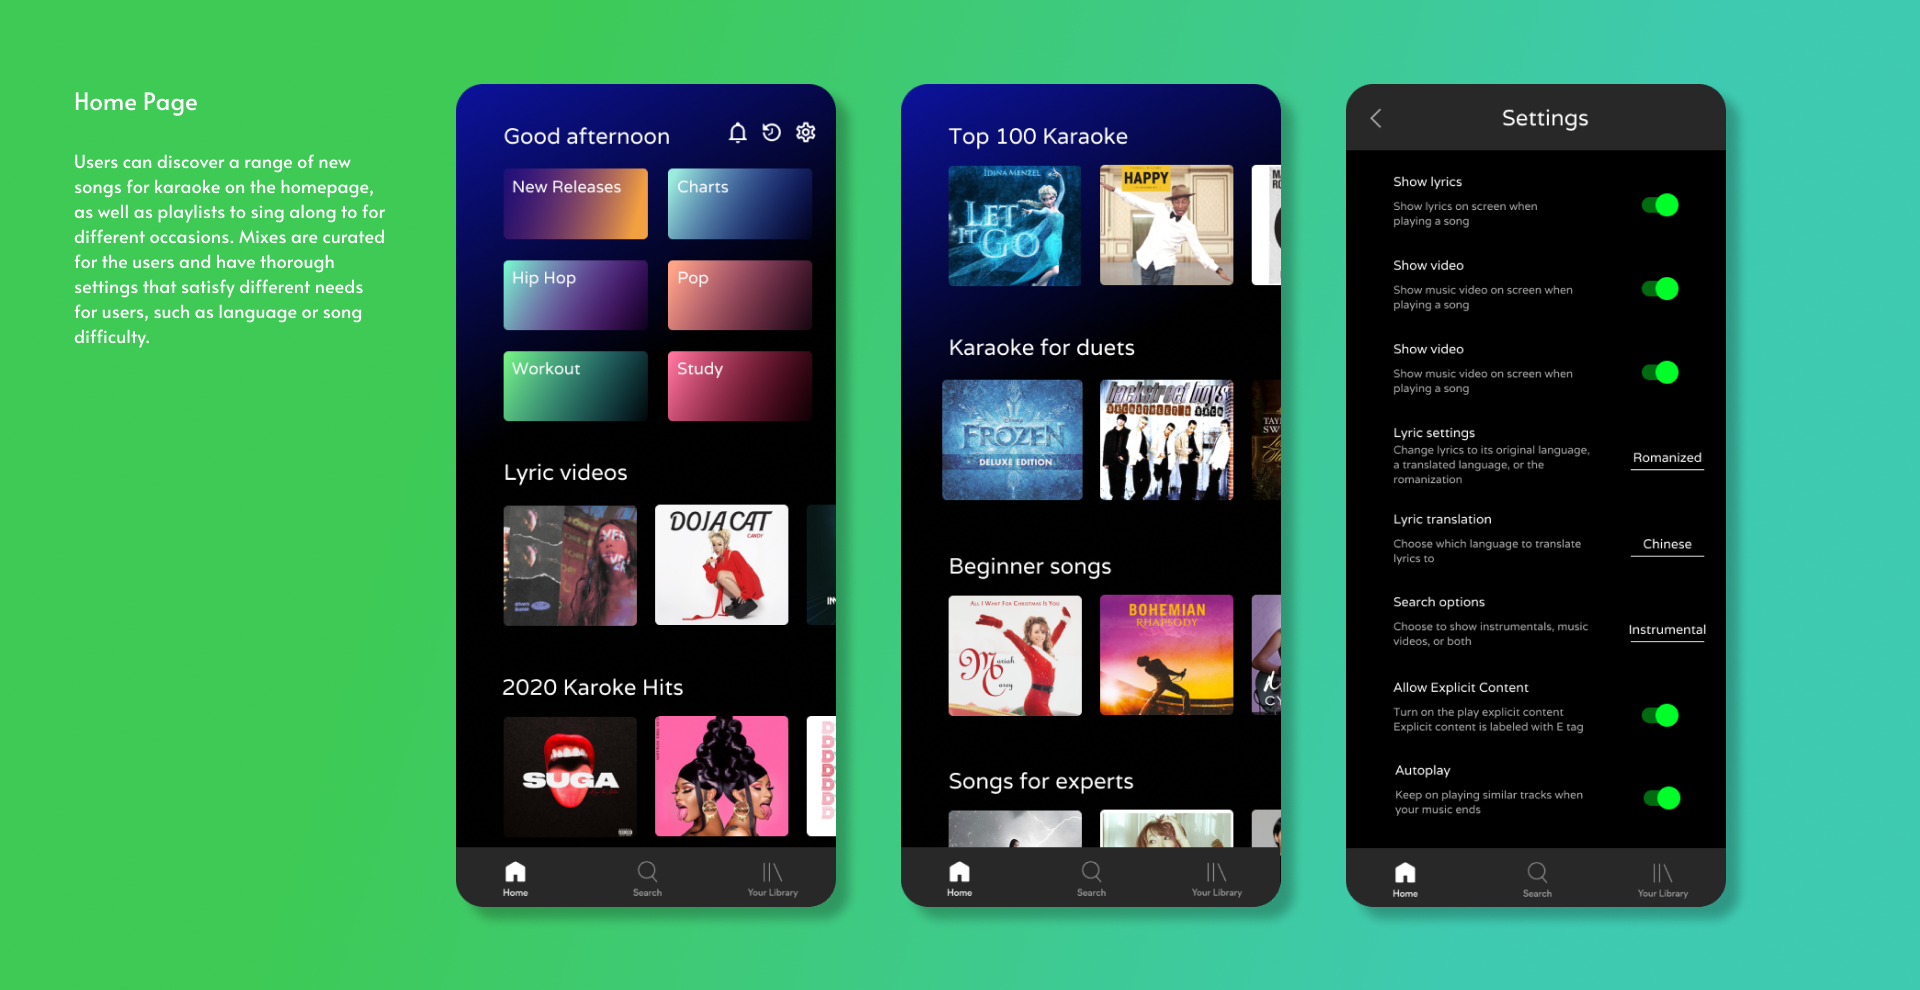 Home Page
Users can discover a range of new
songs for karaoke on the homepage,
as well as playlists to sing along to for
different occasions. Mixes are curated
for the users and have thorough
settings that satisfy different needs
for users, such as language or song
difficulty.
Good afternoon
New Releases
Charts
Hip Hop
Pop
Workout
Study
Lyric videos
DOJA CAT
CANDY
2020 Karoke Hits
SUGA
Home
Search
Your Library
Top 100 Karaoke
IDINA MENZEL
LET
IT GO
HAPPY
Karaoke for duets
DISNEY
FROZEN
DELUXE EDITION
backstreet boys
BACKSTREET'S BACK
Beginner songs
ALL I WANT FOR CHRISTMAS IS YOU
Mariah
Carey
BOHEMIAN
RHAPSODY
Songs for experts
Home
Search
Your Library
Settings
Show lyrics
Show lyrics on screen when
playing a song
Show video
Show music video on screen when
playing a song
Show video
Show music video on screen when
playing a song
Lyric settings
Change lyrics to its original language,
a translated language, or the
romanization
Romanized
Lyric translation
Choose which language to translate
lyrics to
Chinese
Search options
Choose to show instrumentals, music
videos, or both
Instrumental
Allow Explicit Content
Turn on the play explicit content
Explicit content is labeled with E tag
Autoplay
Keep on playing similar tracks when
your music ends
Home
Search
Your Library